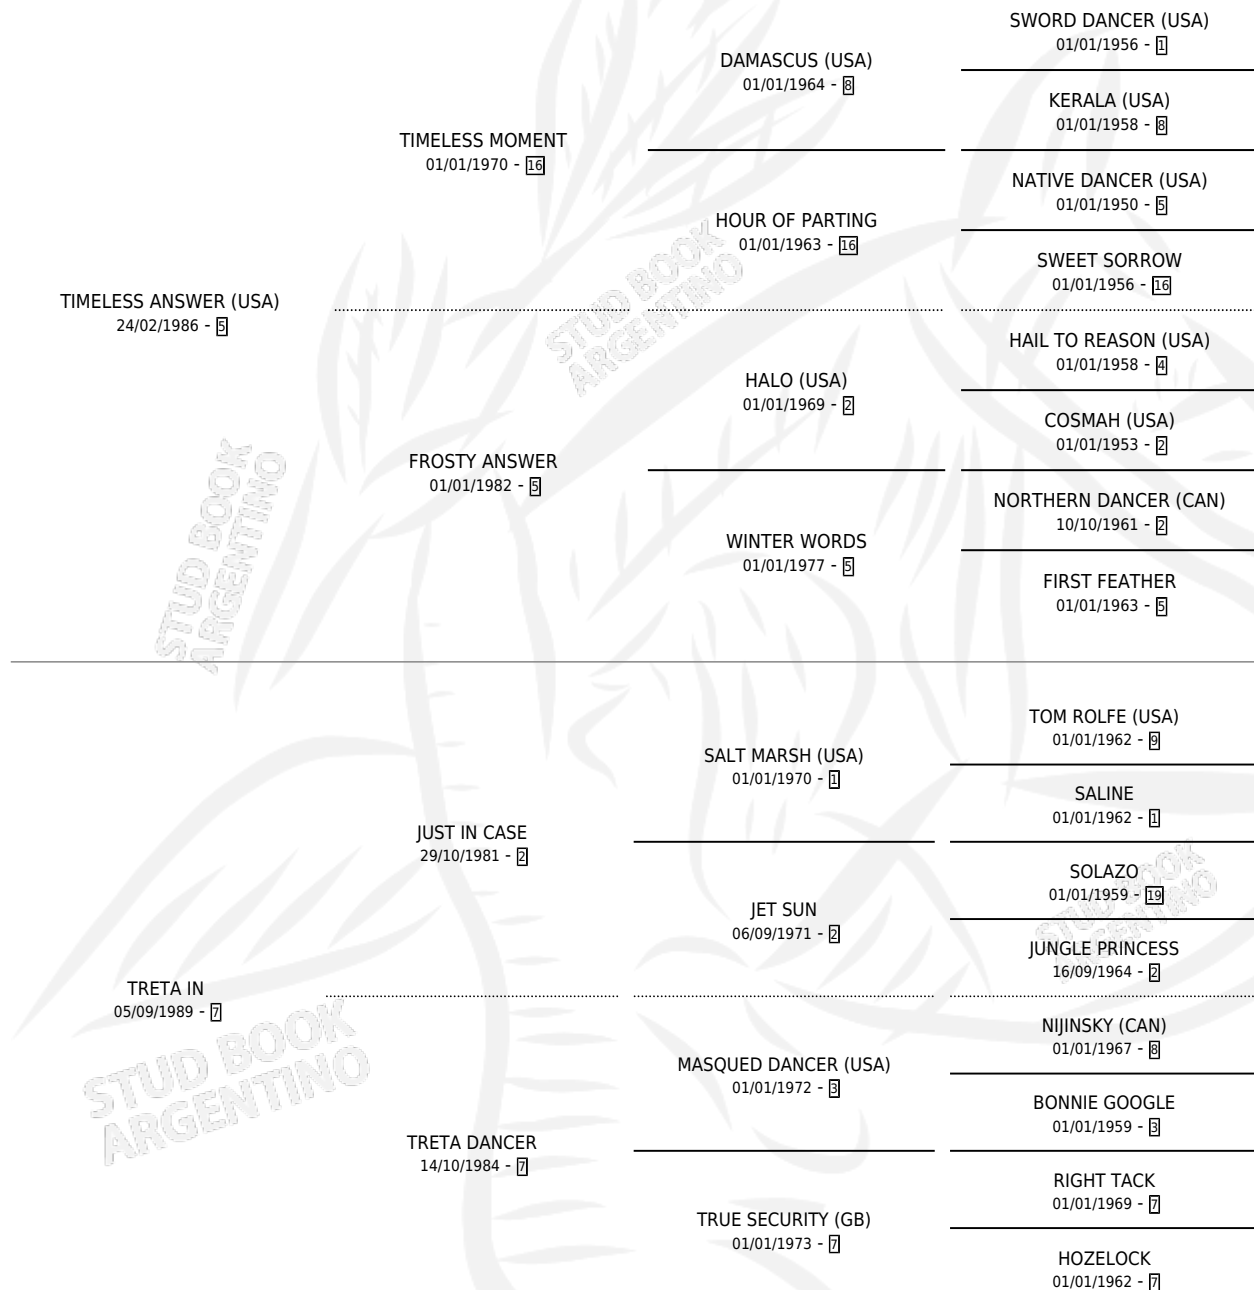 SWORD DANCER (USA)
01/01/1956 - 1
DAMASCUS (USA)
01/01/1964 - 8
KERALA (USA)
01/01/1958 - 8
TIMELESS MOMENT
01/01/1970 - 16
NATIVE DANCER (USA)
01/01/1950 - 5
HOUR OF PARTING
01/01/1963 - 16
SWEET SORROW
01/01/1956 - 16
TIMELESS ANSWER (USA)
24/02/1986 - 5
HAIL TO REASON (USA)
01/01/1958 - 4
HALO (USA)
01/01/1969 - 2
COSMAH (USA)
01/01/1953 - 2
FROSTY ANSWER
01/01/1982 - 5
NORTHERN DANCER (CAN)
10/10/1961 - 2
WINTER WORDS
01/01/1977 - 5
FIRST FEATHER
01/01/1963 - 5
STUD BOOK
ARGENTINO
STUD BOOK
ARGENTINO
TOM ROLFE (USA)
01/01/1962 - 9
SALT MARSH (USA)
01/01/1970 - 1
SALINE
01/01/1962 - 1
JUST IN CASE
29/10/1981 - 2
SOLAZO
01/01/1959 - 19
JET SUN
06/09/1971 - 2
JUNGLE PRINCESS
16/09/1964 - 2
TRETA IN
05/09/1989 - 7
NIJINSKY (CAN)
01/01/1967 - 8
MASQUED DANCER (USA)
01/01/1972 - 3
BONNIE GOOGLE
01/01/1959 - 3
TRETA DANCER
14/10/1984 - 7
RIGHT TACK
01/01/1969 - 7
TRUE SECURITY (GB)
01/01/1973 - 7
HOZELOCK
01/01/1962 - 7
STUD BOOK
ARGENTINO
STUD BOOK
ARGENTINO